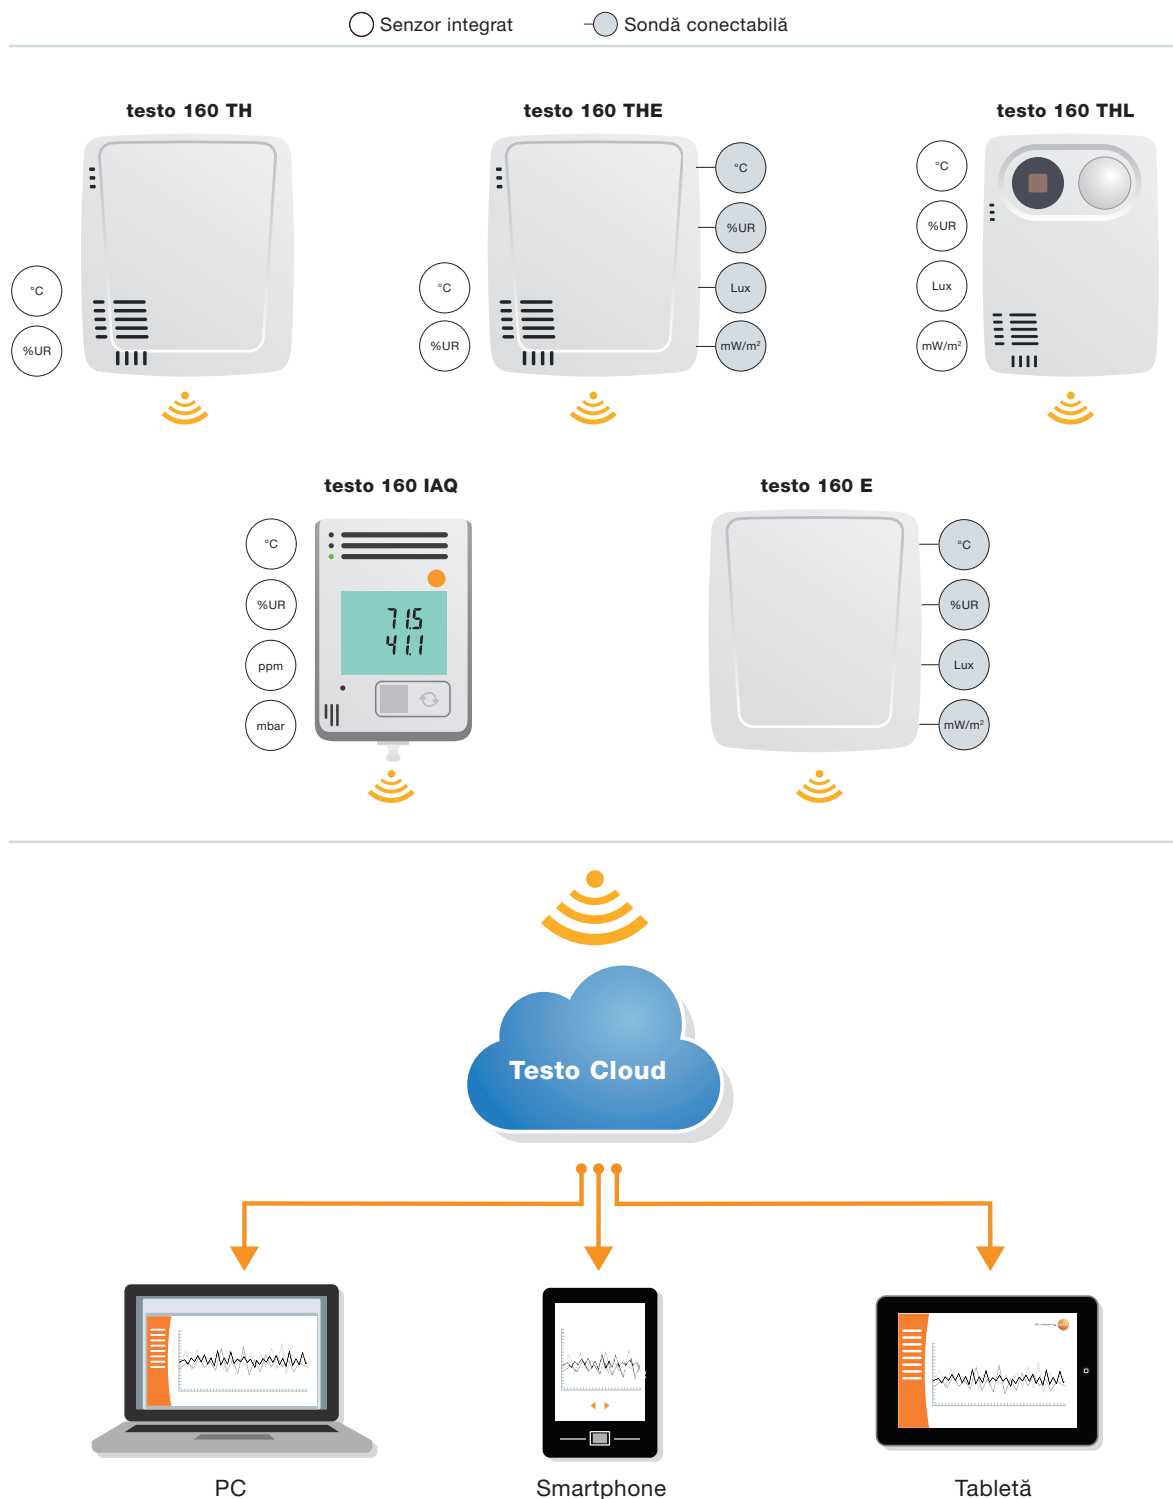 Senzor integrat
Sondă conectabilă
testo 160 TH
testo 160 THE
testo 160 THL
°C
%UR
°C
%UR
°C
%UR
Lux
mW/m²
°C
%UR
Lux
mW/m²
testo 160 IAQ
testo 160 E
°C
%UR
ppm
mbar
71.5
41.1
°C
%UR
Lux
mW/m²
Testo Cloud
PC
Smartphone
Tabletă